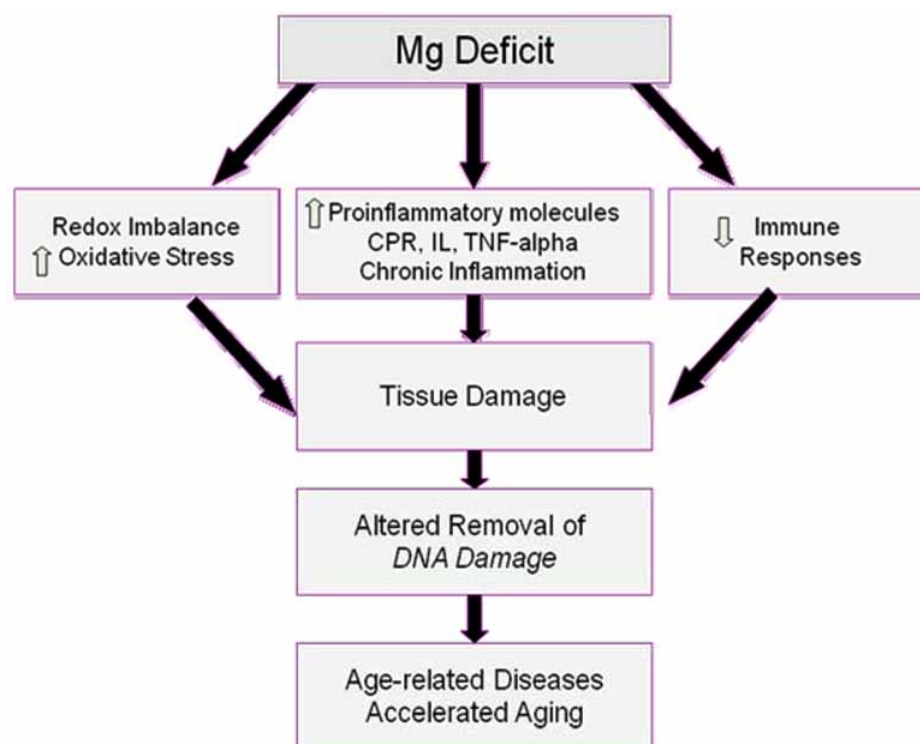 Mg Deficit
Redox Imbalance
⇧ Oxidative Stress
⇧ Proinflammatory molecules
CPR, IL, TNF-alpha
Chronic Inflammation
⇩ Immune
Responses
Tissue Damage
Altered Removal of
DNA Damage
Age-related Diseases
Accelerated Aging